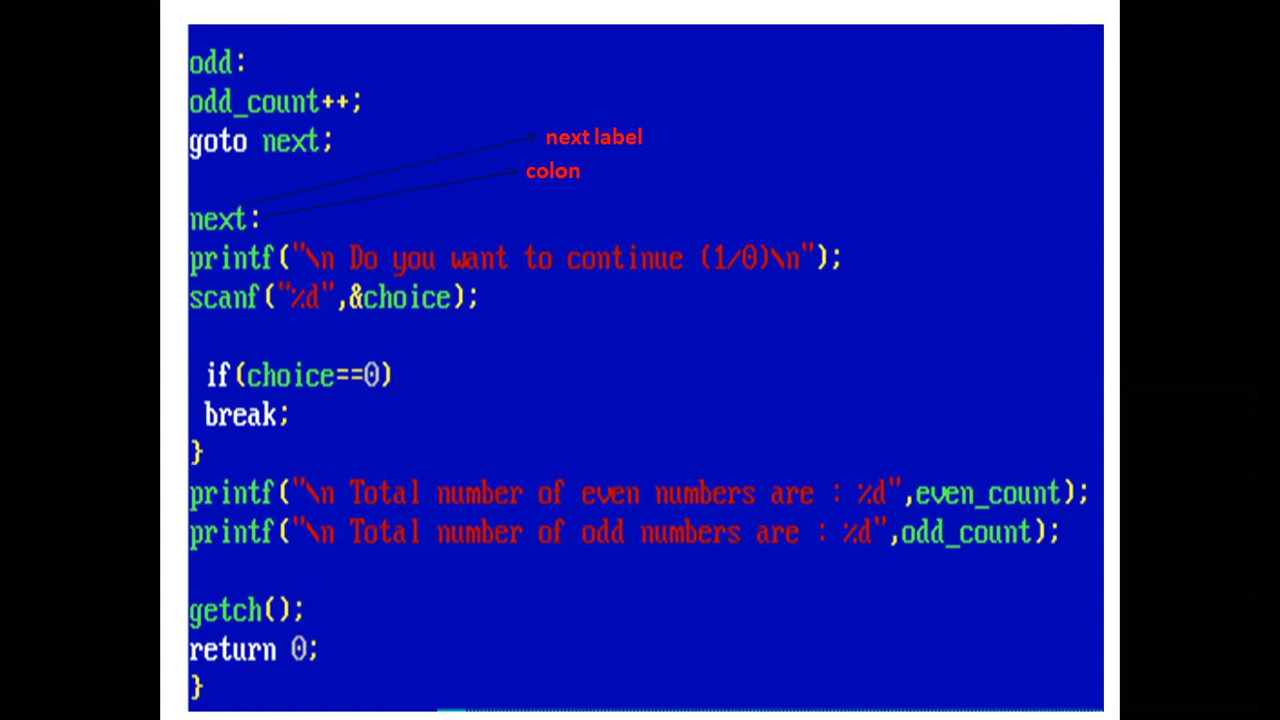 odd:
odd_count++;
goto next;
next label
colon
next:
printf("\n Do you want to continue (1/0)\n");
scanf("%d",&choice);
if(choice==0)
break;
}
printf("\n Total number of even numbers are : %d",even_count);
printf("\n Total number of odd numbers are : %d",odd_count);
getch();
return 0;
}